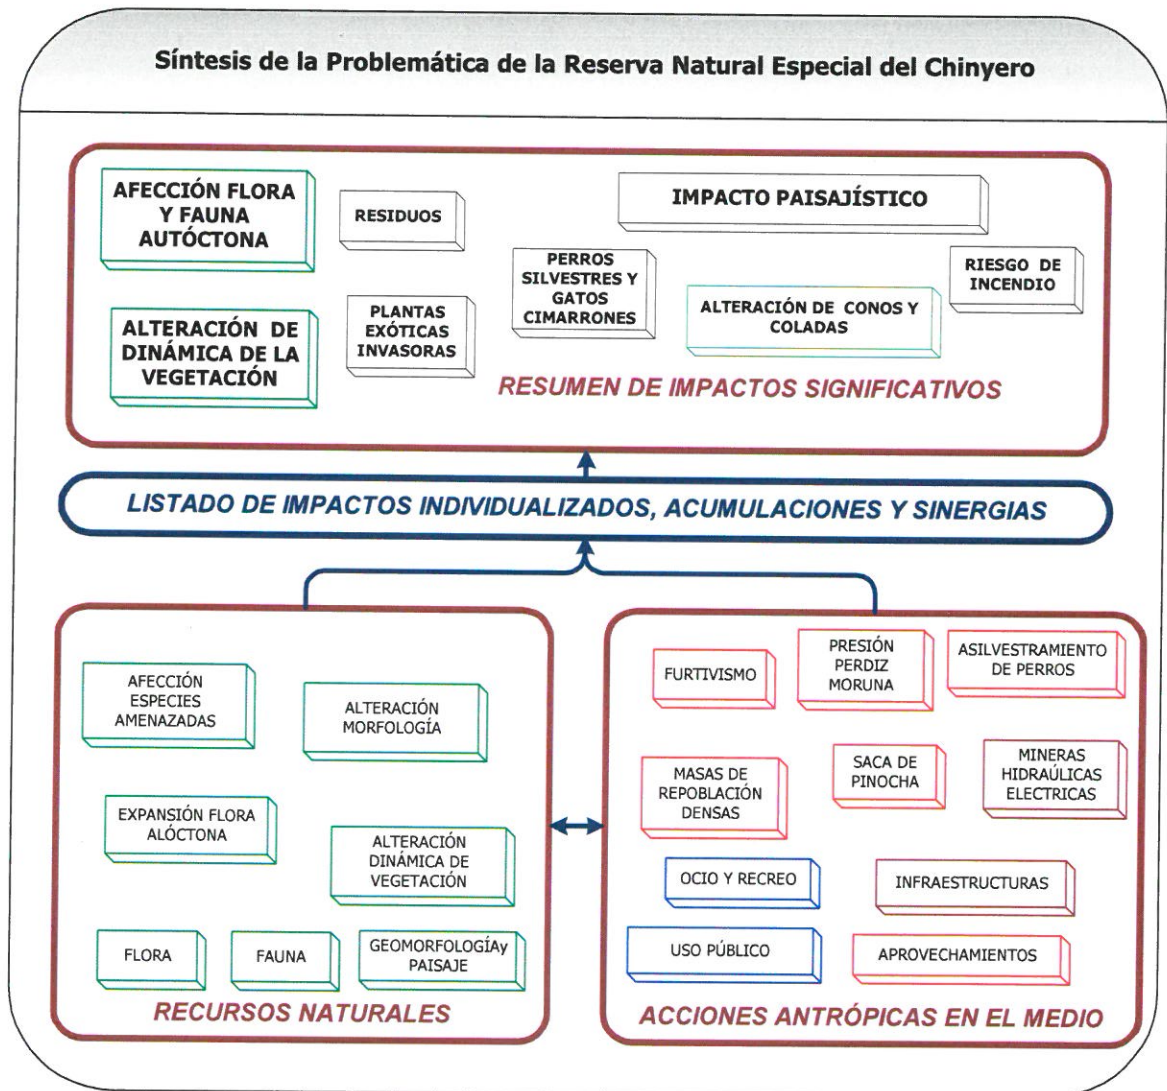 Síntesis de la Problemática de la Reserva Natural Especial del Chinyero
AFECCIÓN FLORA
Y FAUNA
AUTÓCTONA
RESIDUOS
IMPACTO PAISAJÍSTICO
PERROS
SILVESTRES Y
GATOS
CIMARRONES
RIESGO DE
INCENDIO
ALTERACIÓN DE
DINÁMICA DE LA
VEGETACIÓN
PLANTAS
EXÓTICAS
INVASORAS
ALTERACIÓN DE CONOS Y
COLADAS
RESUMEN DE IMPACTOS SIGNIFICATIVOS
LISTADO DE IMPACTOS INDIVIDUALIZADOS, ACUMULACIONES Y SINERGIAS
AFECCIÓN
ESPECIES
AMENAZADAS
ALTERACIÓN
MORFOLOGÍA
EXPANSIÓN FLORA
ALÓCTONA
ALTERACIÓN
DINÁMICA DE
VEGETACIÓN
FLORA
FAUNA
GEOMORFOLOGÍAy
PAISAJE
RECURSOS NATURALES
FURTIVISMO
PRESIÓN
PERDIZ
MORUNA
ASILVESTRAMIENTO
DE PERROS
MASAS DE
REPOBLACIÓN
DENSAS
SACA DE
PINOCHA
MINERAS
HIDRAÚLICAS
ELECTRICAS
OCIO Y RECREO
INFRAESTRUCTURAS
USO PÚBLICO
APROVECHAMIENTOS
ACCIONES ANTRÓPICAS EN EL MEDIO